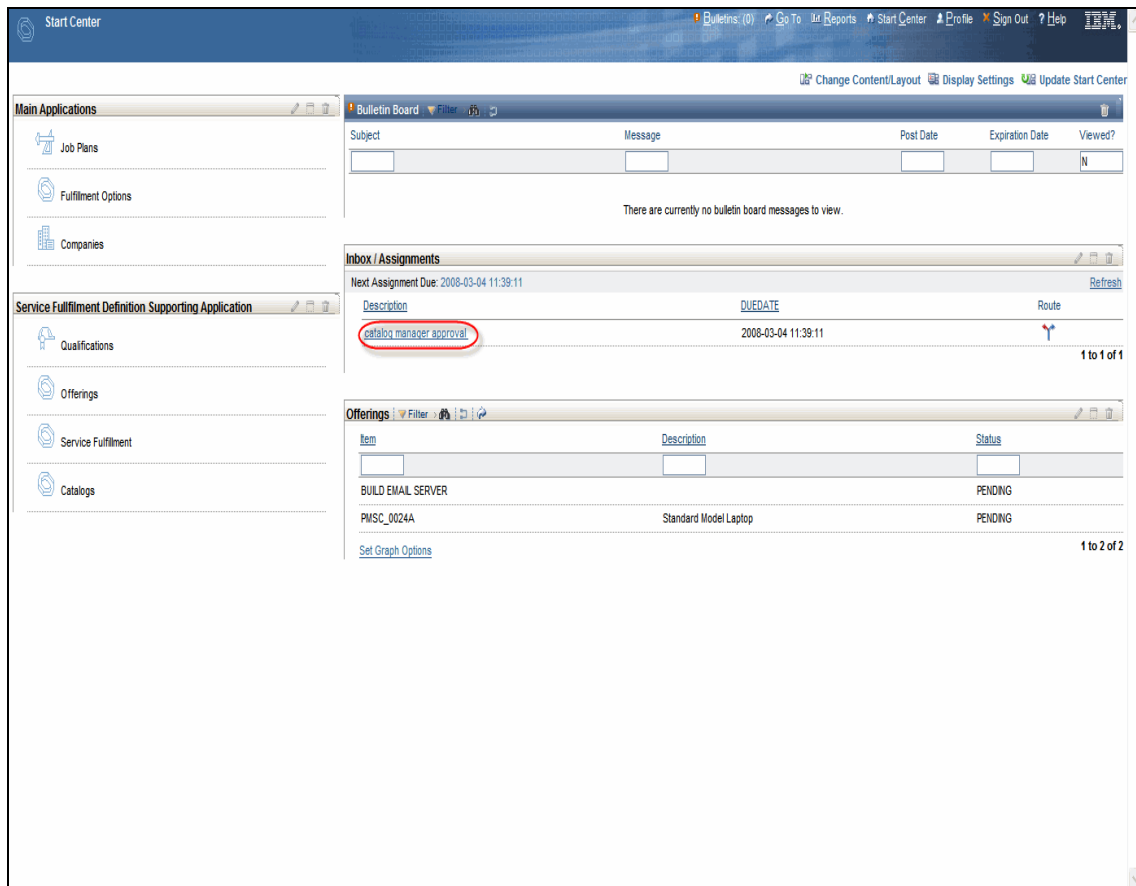 Start Center
Bulletins: (0) Go To Reports Start Center Profile Sign Out ? Help IBM.
Change Content/Layout Display Settings Update Start Center
Main Applications
Job Plans
Fulfillment Options
Companies
Service Fullfilment Definition Supporting Application
Qualifications
Offerings
Service Fulfillment
Catalogs
Bulletin Board Filter
Subject Message Post Date Expiration Date Viewed?
N
There are currently no bulletin board messages to view.
Inbox / Assignments
Next Assignment Due: 2008-03-04 11:39:11 Refresh
Description DUEDATE Route
catalog manager approval 2008-03-04 11:39:11
1 to 1 of 1
Offerings Filter
Item Description Status
BUILD EMAIL SERVER PENDING
PMSC_0024A Standard Model Laptop PENDING
Set Graph Options 1 to 2 of 2